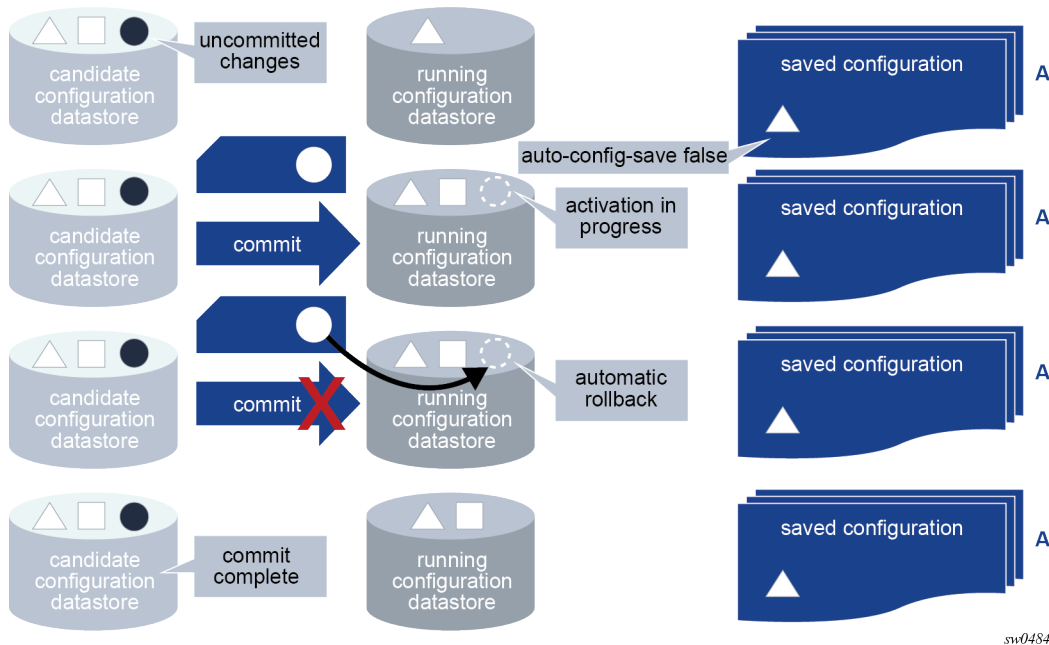 uncommitted
changes
candidate
configuration
datastore
running
configuration
datastore
saved configuration
A
auto-config-save false
candidate
configuration
datastore
commit
running
configuration
datastore
activation in
progress
saved configuration
A
candidate
configuration
datastore
commit
X
running
configuration
datastore
automatic
rollback
saved configuration
A
candidate
configuration
datastore
commit
complete
running
configuration
datastore
saved configuration
A
sw0484